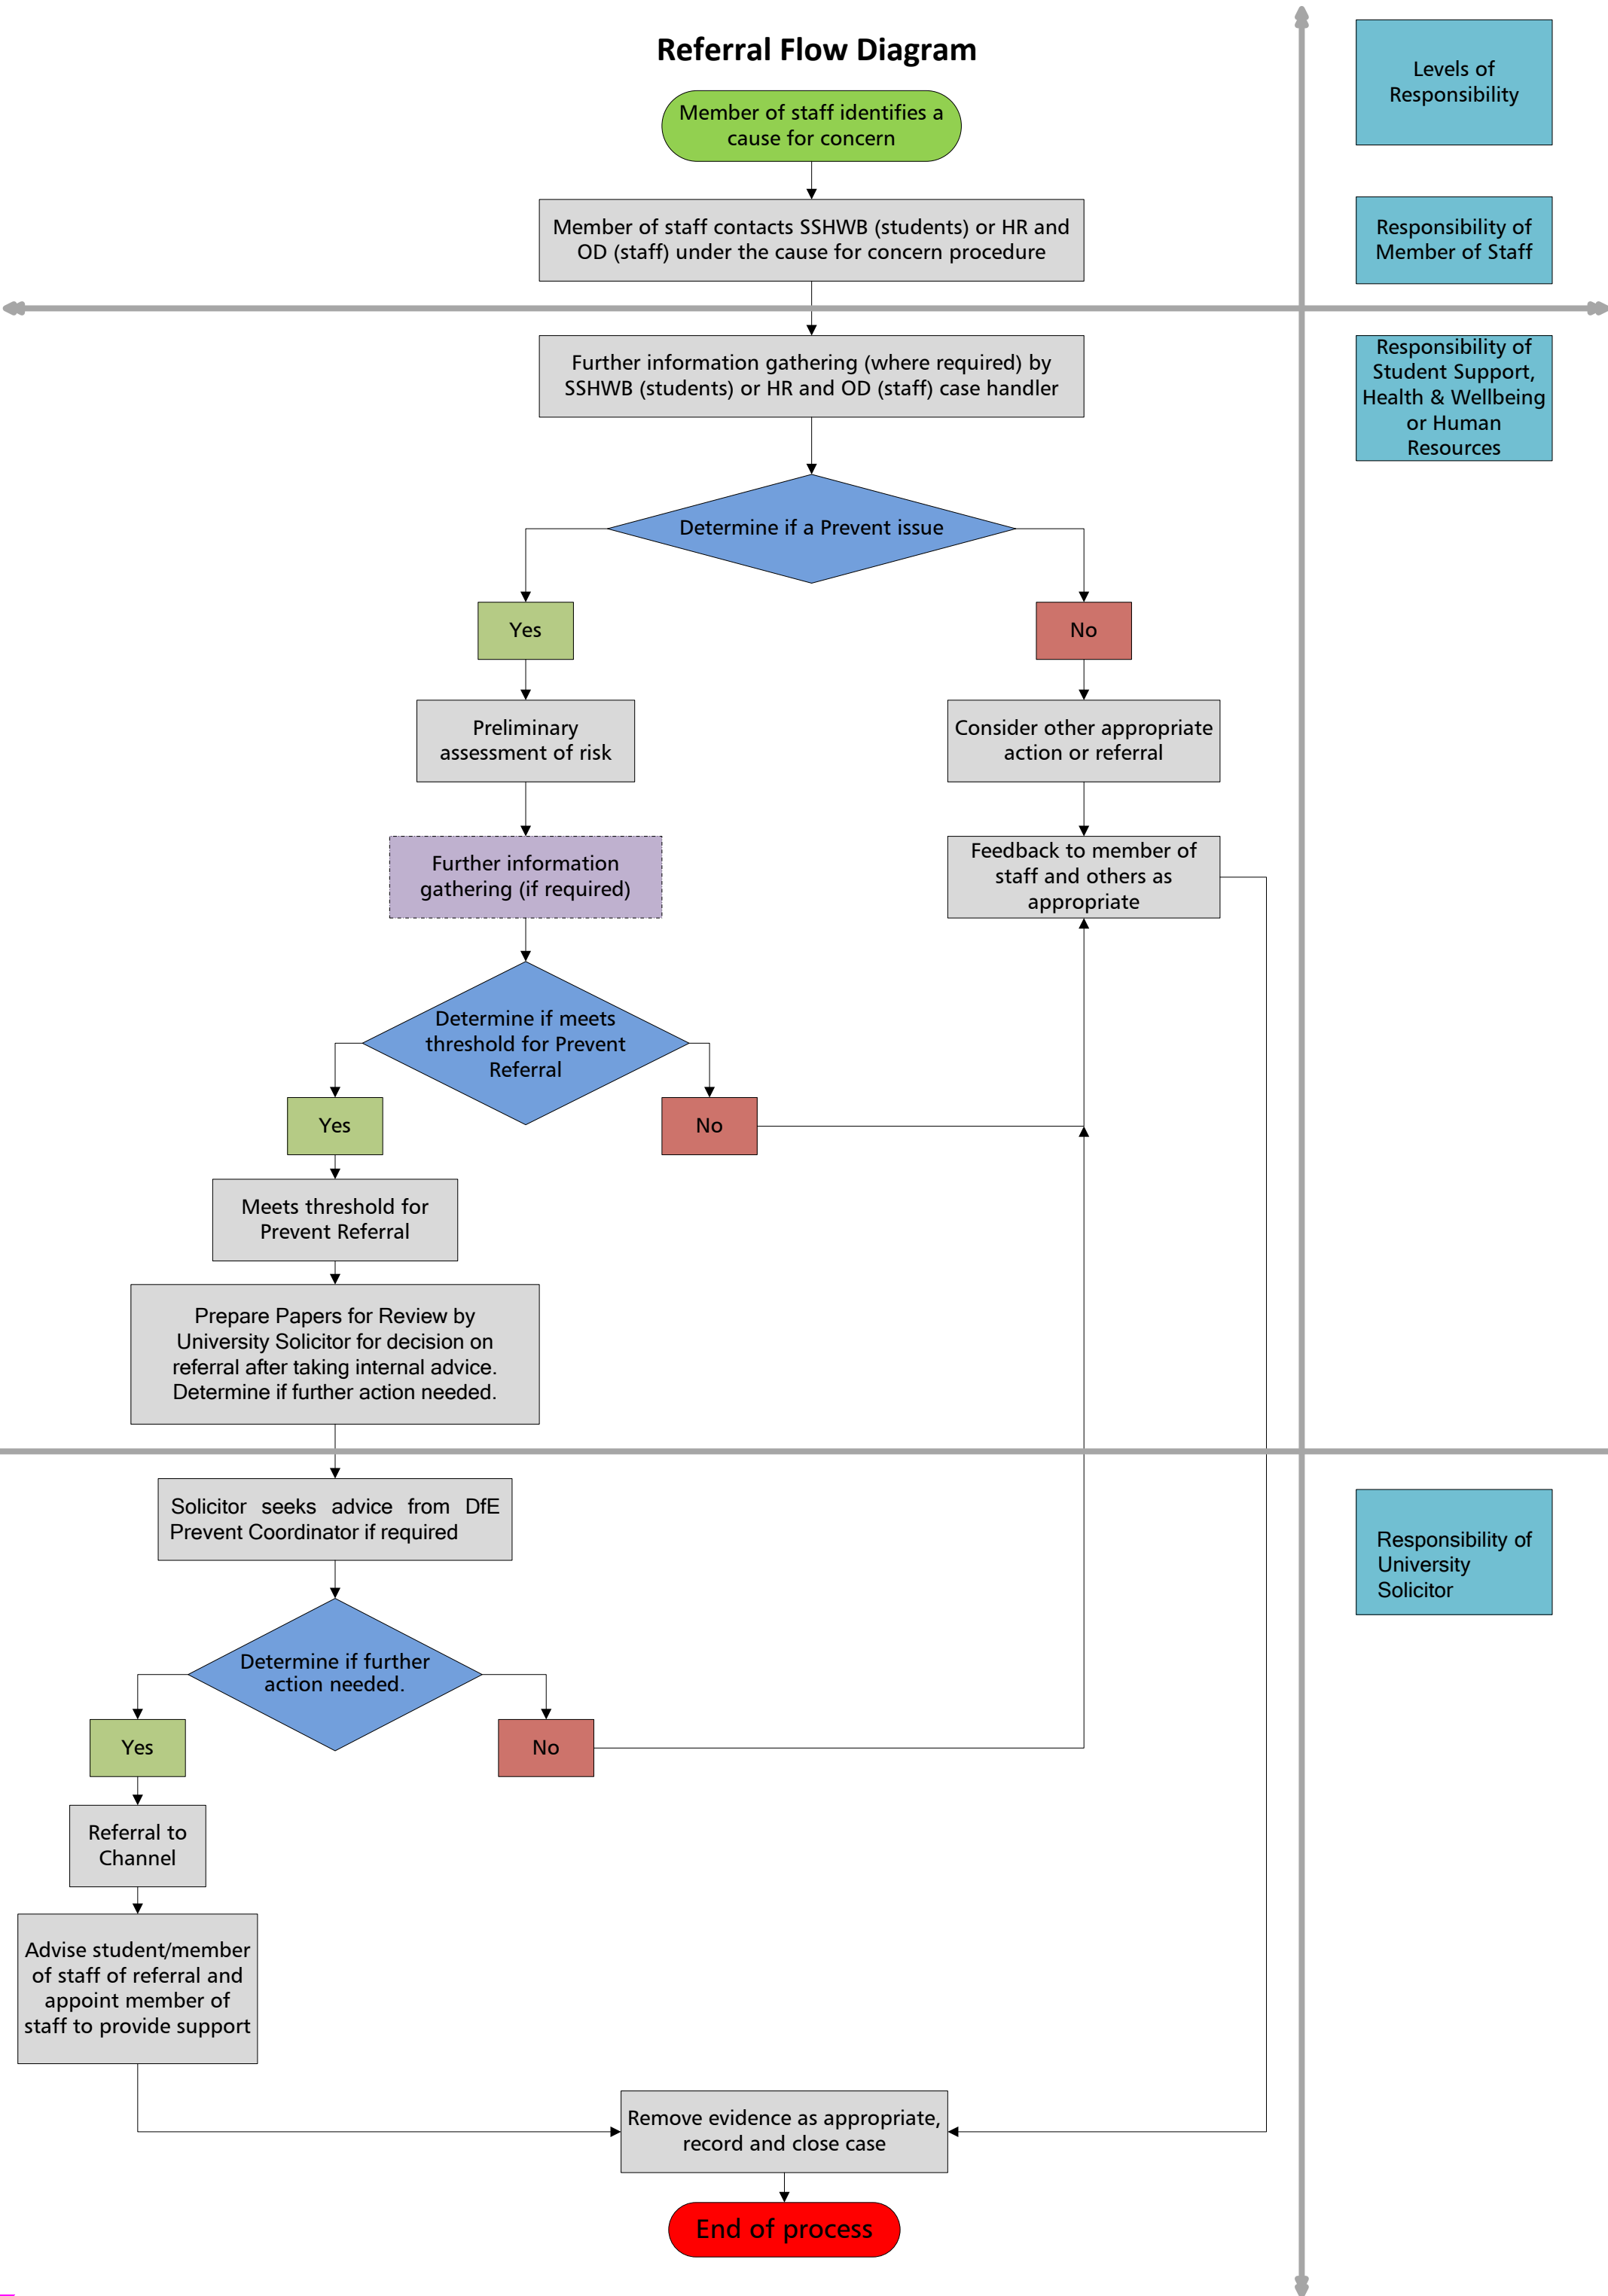 Referral Flow Diagram
Levels of
Responsibility
Member of staff identifies a
cause for concern
Member of staff contacts SSHWB (students) or HR and
OD (staff) under the cause for concern procedure
Responsibility of
Member of Staff
Further information gathering (where required) by
SSHWB (students) or HR and OD (staff) case handler
Responsibility of
Student Support,
Health & Wellbeing
or Human
Resources
Determine if a Prevent issue
Yes
No
Preliminary
assessment of risk
Consider other appropriate
action or referral
Further information
gathering (if required)
Feedback to member of
staff and others as
appropriate
Determine if meets
threshold for Prevent
Referral
Yes
No
Meets threshold for
Prevent Referral
Prepare Papers for Review by
University Solicitor for decision on
referral after taking internal advice.
Determine if further action needed.
Solicitor seeks advice from DfE
Prevent Coordinator if required
Responsibility of
University
Solicitor
Determine if further
action needed.
Yes
No
Referral to
Channel
Advise student/member
of staff of referral and
appoint member of
staff to provide support
Remove evidence as appropriate,
record and close case
End of process